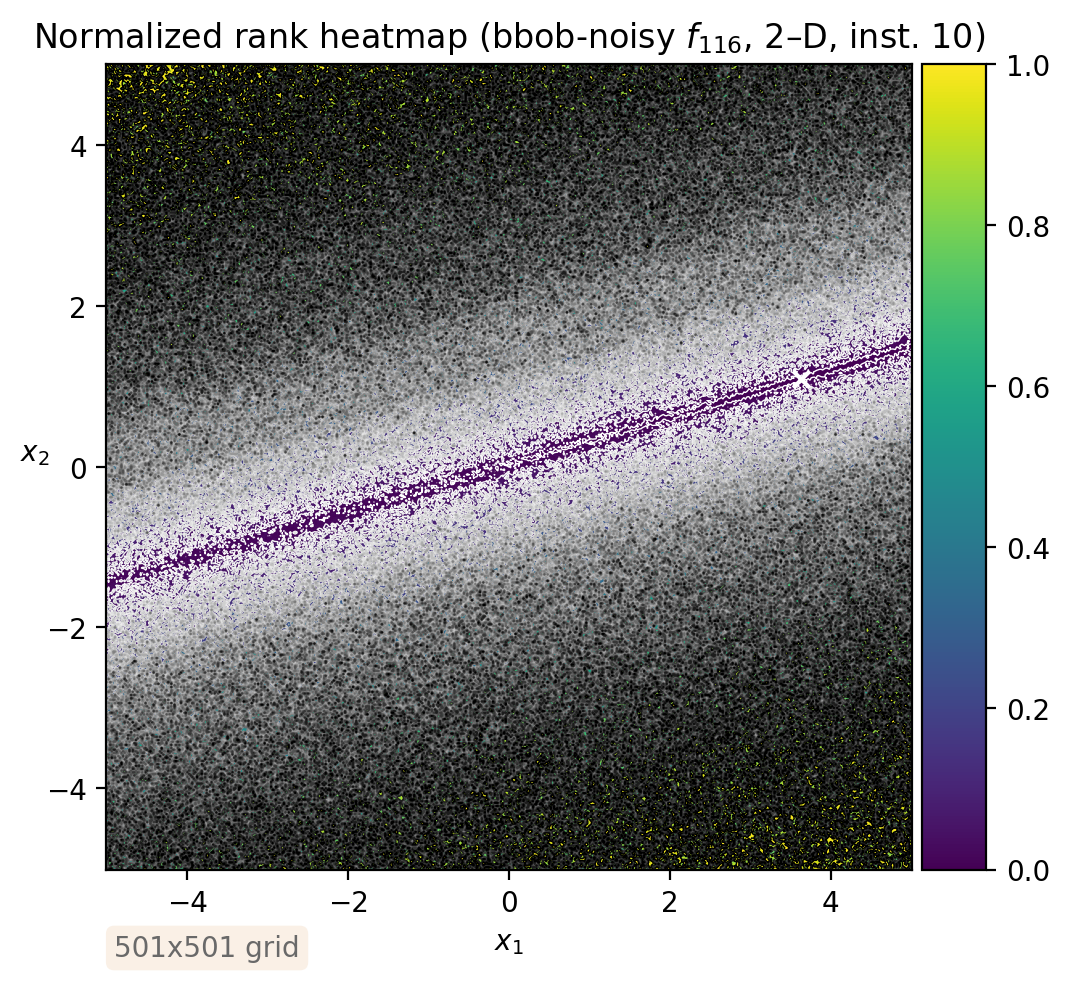 Normalized rank heatmap (bbob-noisy f₁₁₆, 2–D, inst. 10)
1.0
0.8
0.6
0.4
0.2
0.0
4
2
0
−2
−4
x₂
−4 −2 0 2 4
x₁
501x501 grid